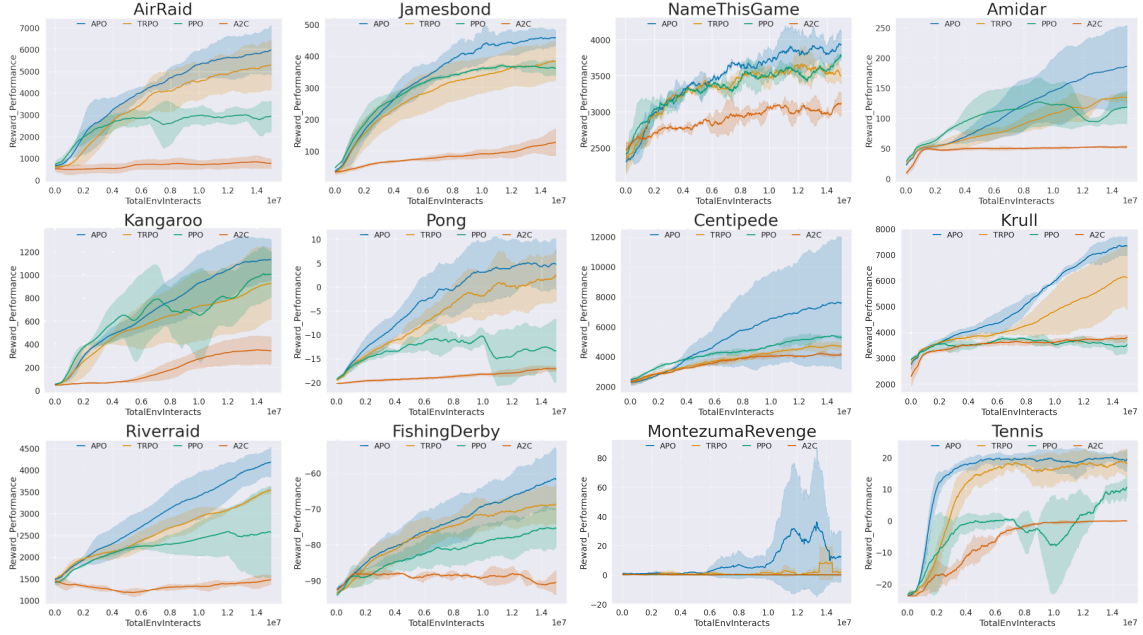 AirRaid
APO TRPO PPO A2C
Reward_Performance
7000
6000
5000
4000
3000
2000
1000
0
0.0 0.2 0.4 0.6 0.8 1.0 1.2 1.4
1e7
TotalEnvInteracts
Jamesbond
APO TRPO PPO A2C
Reward_Performance
500
400
300
200
100
0.0 0.2 0.4 0.6 0.8 1.0 1.2 1.4
1e7
TotalEnvInteracts
NameThisGame
APO TRPO PPO A2C
Reward_Performance
4000
3500
3000
2500
0.0 0.2 0.4 0.6 0.8 1.0 1.2 1.4
1e7
TotalEnvInteracts
Amidar
APO TRPO PPO A2C
Reward_Performance
250
200
150
100
50
0
0.0 0.2 0.4 0.6 0.8 1.0 1.2 1.4
1e7
TotalEnvInteracts
Kangaroo
APO TRPO PPO A2C
Reward_Performance
1200
1000
800
600
400
200
0
0.0 0.2 0.4 0.6 0.8 1.0 1.2 1.4
1e7
TotalEnvInteracts
Pong
APO TRPO PPO A2C
Reward_Performance
10
5
0
−5
−10
−15
−20
0.0 0.2 0.4 0.6 0.8 1.0 1.2 1.4
1e7
TotalEnvInteracts
Centipede
APO TRPO PPO A2C
Reward_Performance
12000
10000
8000
6000
4000
2000
0.0 0.2 0.4 0.6 0.8 1.0 1.2 1.4
1e7
TotalEnvInteracts
Krull
APO TRPO PPO A2C
Reward_Performance
8000
7000
6000
5000
4000
3000
2000
0.0 0.2 0.4 0.6 0.8 1.0 1.2 1.4
1e7
TotalEnvInteracts
Riverraid
APO TRPO PPO A2C
Reward_Performance
4500
4000
3500
3000
2500
2000
1500
1000
0.0 0.2 0.4 0.6 0.8 1.0 1.2 1.4
1e7
TotalEnvInteracts
FishingDerby
APO TRPO PPO A2C
Reward_Performance
−60
−70
−80
−90
0.0 0.2 0.4 0.6 0.8 1.0 1.2 1.4
1e7
TotalEnvInteracts
MontezumaRevenge
APO TRPO PPO A2C
Reward_Performance
80
60
40
20
0
−20
0.0 0.2 0.4 0.6 0.8 1.0 1.2 1.4
1e7
TotalEnvInteracts
Tennis
APO TRPO PPO A2C
Reward_Performance
20
10
0
−10
−20
0.0 0.2 0.4 0.6 0.8 1.0 1.2 1.4
1e7
TotalEnvInteracts